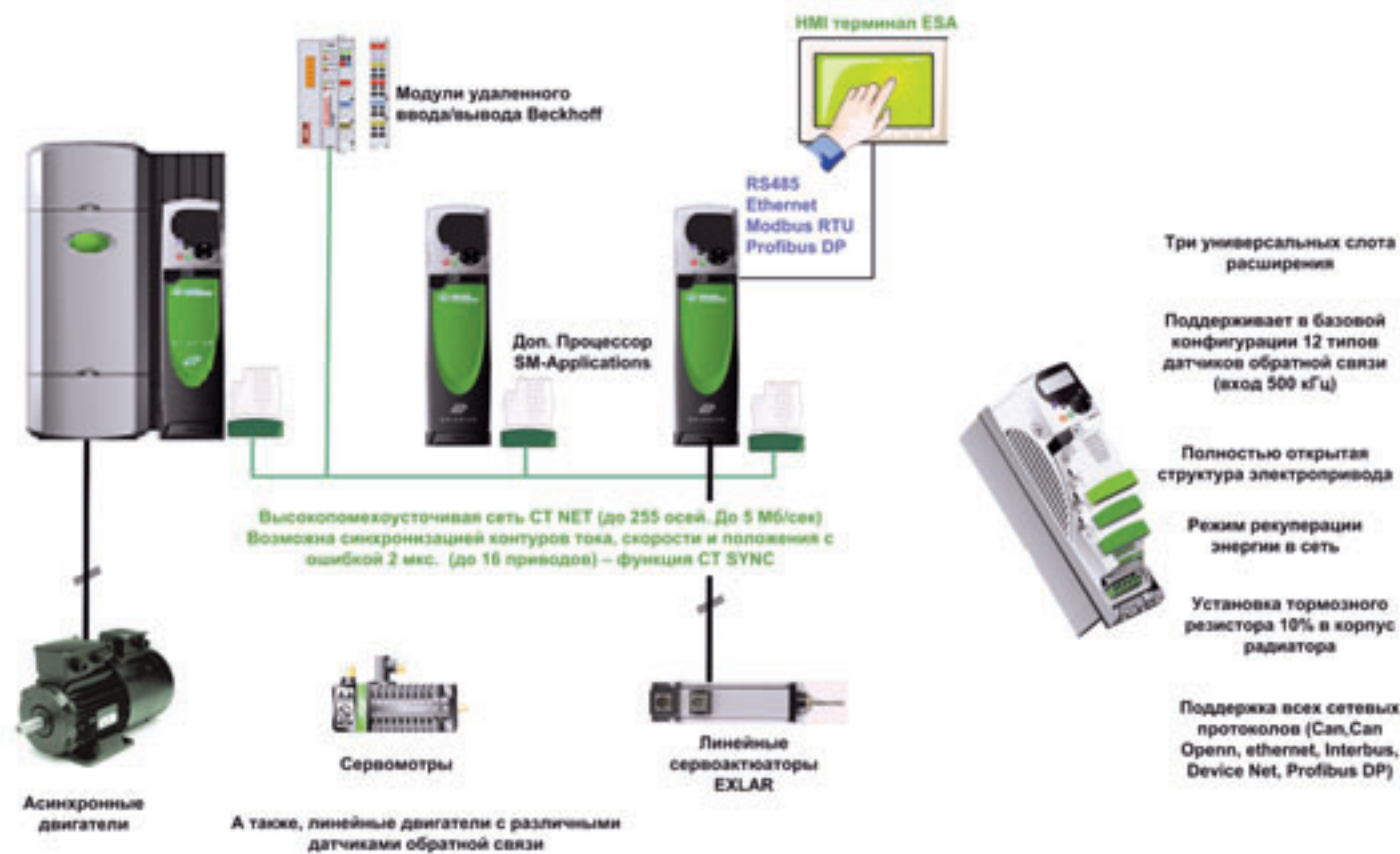 HMI терминал ESA
Модули удаленного
ввода/вывода Beckhoff
RS485
Ethernet
Modbus RTU
Profibus DP
Доп. Процессор
SM-Applications
Высокопомехоусточивая сеть CT NET (до 255 осей. До 5 Мб/сек)
Возможна синхронизацией контуров тока, скорости и положения с
ошибкой 2 мкс. (до 16 приводов) – функция CT SYNC
Асинхронные
двигатели
Сервомотры
Линейные
сервоактюаторы
EXLAR
А также, линейные двигатели с различными
датчиками обратной связи
Три универсальных слота
расширения
Поддерживает в базовой
конфигурации 12 типов
датчиков обратной связи
(вход 500 кГц)
Полностью открытая
структура электропривода
Режим рекуперации
энергии в сеть
Установка тормозного
резистора 10% в корпус
радиатора
Поддержка всех сетевых
протоколов (Can,Can
Openn, ethernet, Interbus,
Device Net, Profibus DP)